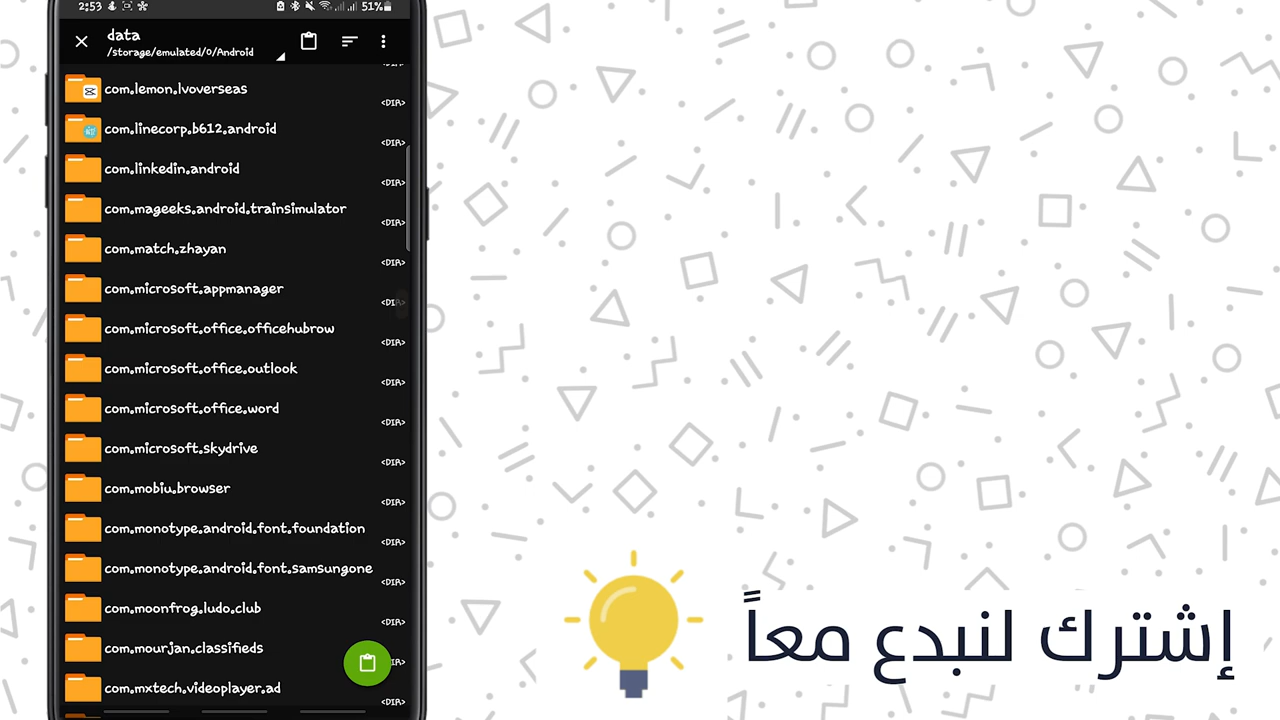 2:53
51%
data
/storage/emulated/0/Android
com.lemon.lvoverseas
<DIR>
com.linecorp.b612.android
<DIR>
com.linkedin.android
<DIR>
com.mageeks.android.trainsimulator
<DIR>
com.match.zhayan
<DIR>
com.microsoft.appmanager
com.microsoft.office.officehubrow
<DIR>
com.microsoft.office.outlook
<DIR>
com.microsoft.office.word
<DIR>
com.microsoft.skydrive
<DIR>
com.mobiu.browser
<DIR>
com.monotype.android.font.foundation
<DIR>
com.monotype.android.font.samsungone
<DIR>
com.moonfrog.ludo.club
<DIR>
com.mourjan.classifieds
com.mxtech.videoplayer.ad
إشترك لنبدع معاً